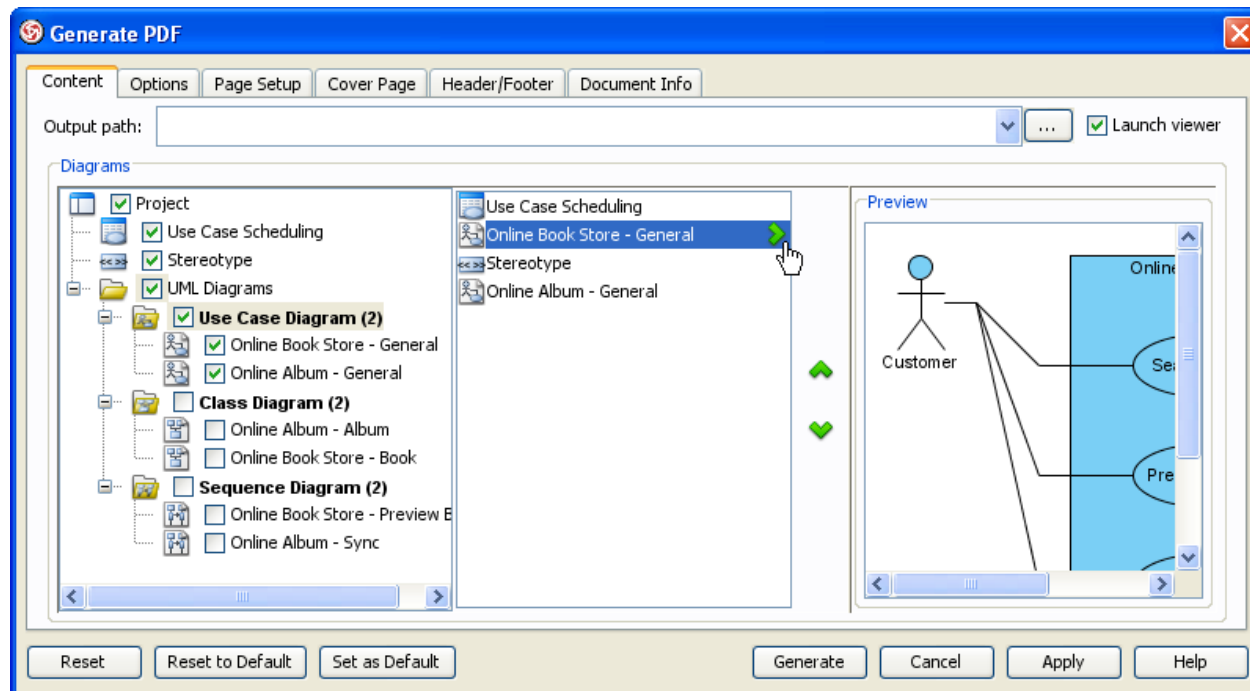 Generate PDF
Content Options Page Setup Cover Page Header/Footer Document Info
Output path: ... Launch viewer
Diagrams
Project
Use Case Scheduling
Stereotype
UML Diagrams
Use Case Diagram (2)
Online Book Store - General
Online Album - General
Class Diagram (2)
Online Album - Album
Online Book Store - Book
Sequence Diagram (2)
Online Book Store - Preview B
Online Album - Sync
Use Case Scheduling
Online Book Store - General
Stereotype
Online Album - General
Preview
Online
Customer
Sea
Pre
Reset Reset to Default Set as Default Generate Cancel Apply Help